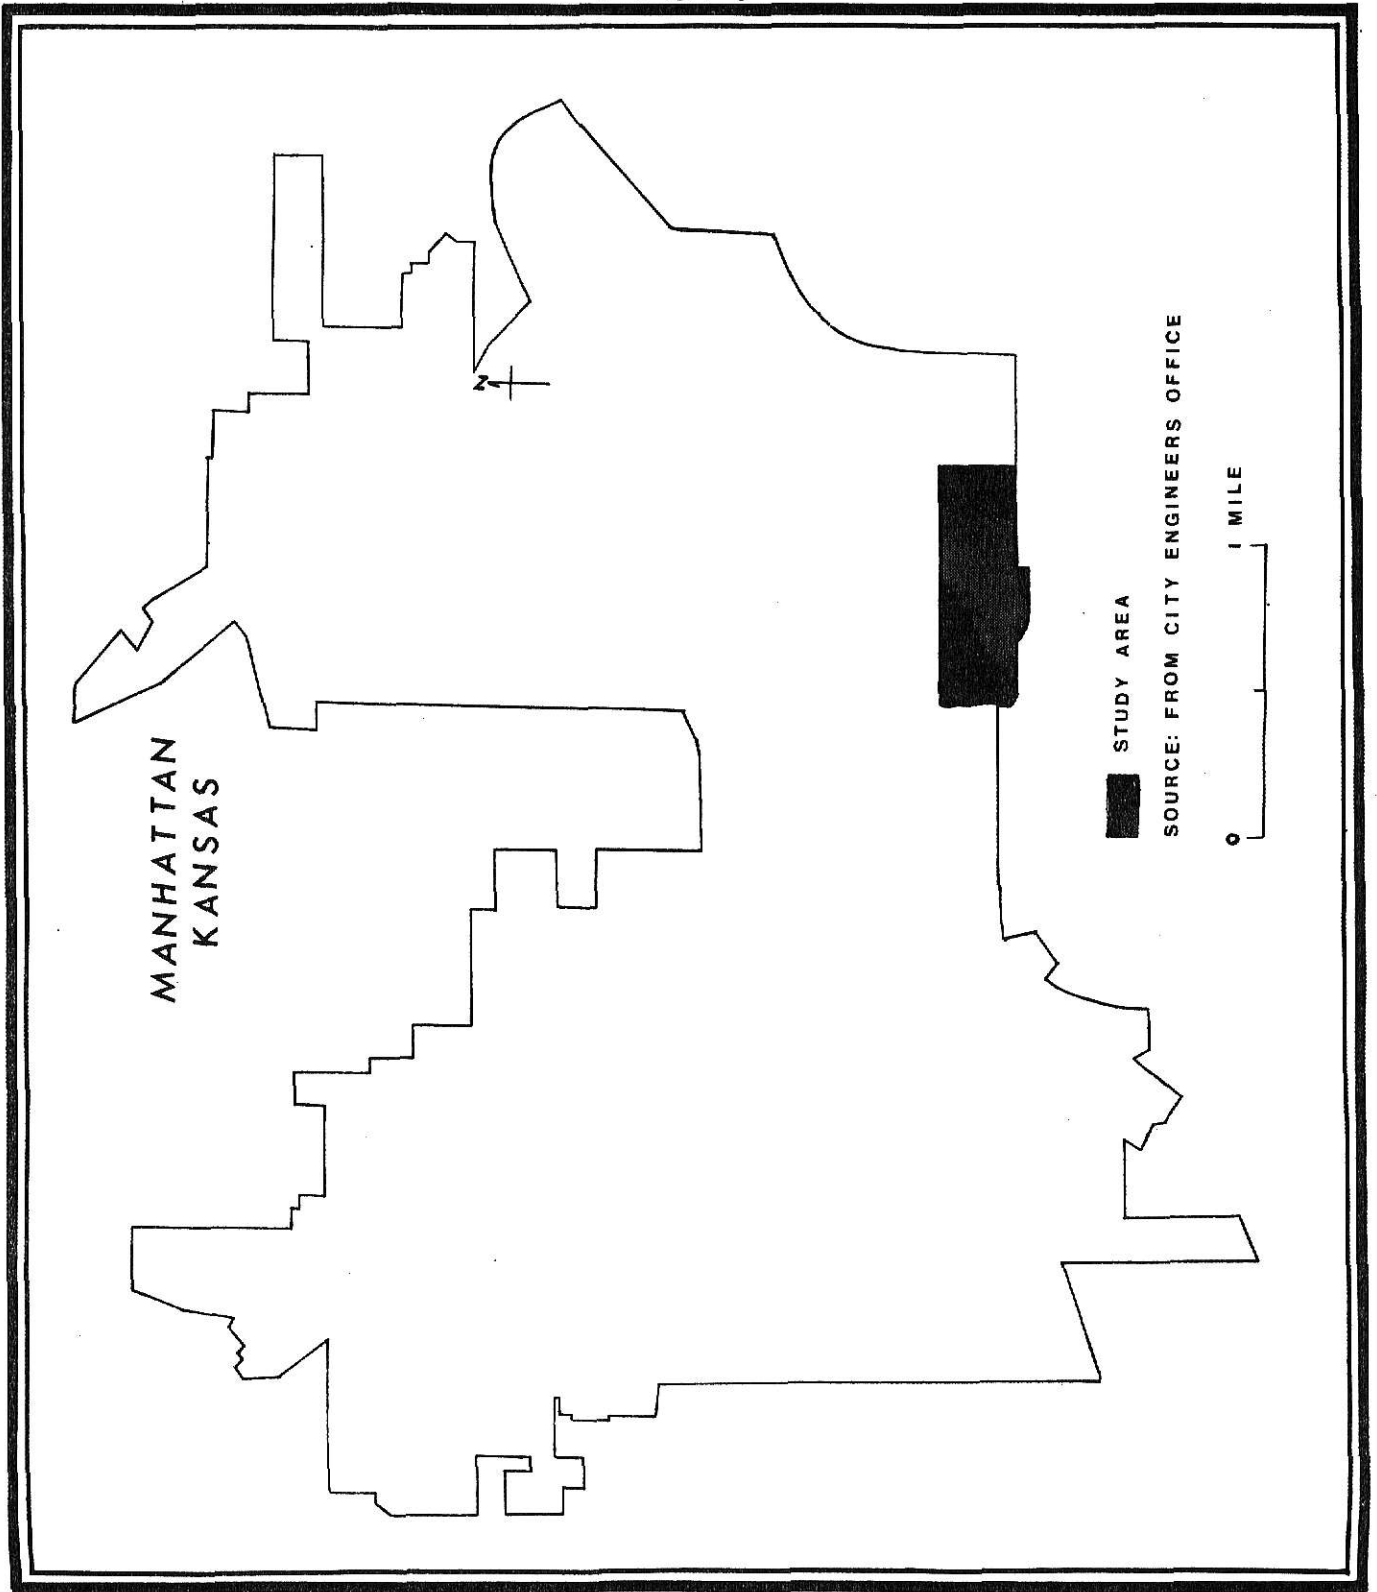 MANHATTAN
KANSAS
N
STUDY AREA
SOURCE: FROM CITY ENGINEERS OFFICE
0 1 MILE